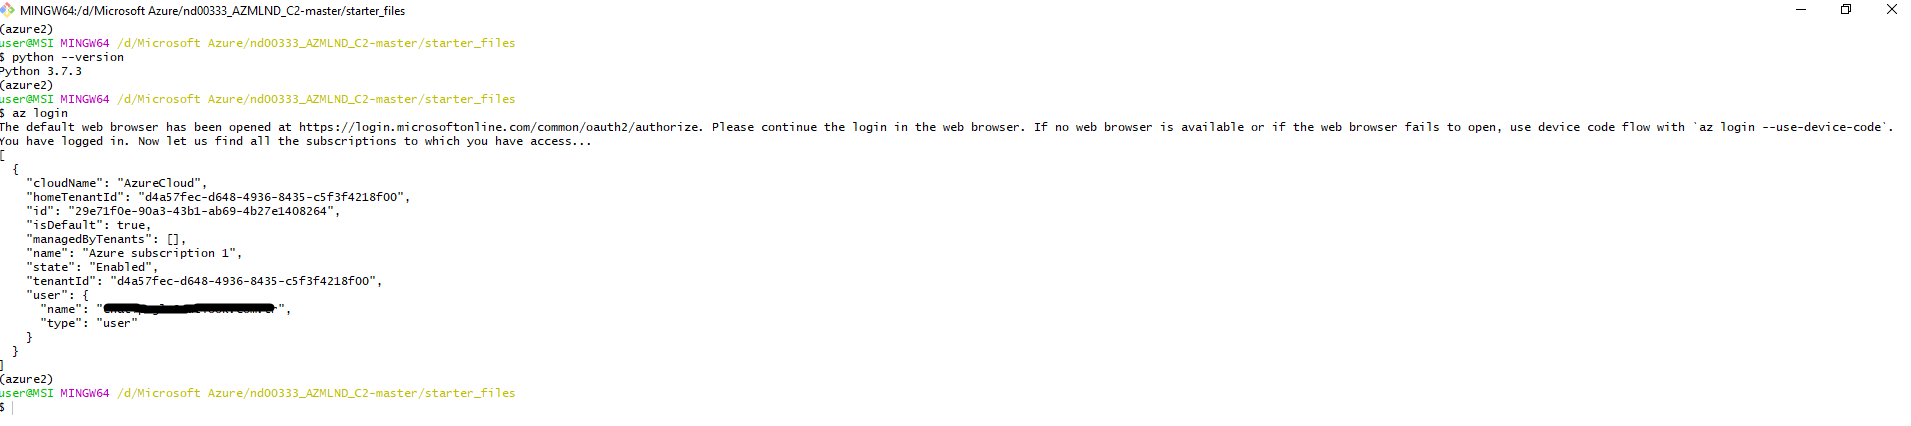 MINGW64:/d/Microsoft Azure/nd00333_AZMLND_C2-master/starter_files
(azure2)
user@MSI MINGW64 /d/Microsoft Azure/nd00333_AZMLND_C2-master/starter_files
$ python --version
Python 3.7.3
(azure2)
user@MSI MINGW64 /d/Microsoft Azure/nd00333_AZMLND_C2-master/starter_files
$ az login
The default web browser has been opened at https://login.microsoftonline.com/common/oauth2/authorize. Please continue the login in the web browser. If no web browser is available or if the web browser fails to open, use device code flow with `az login --use-device-code`.
You have logged in. Now let us find all the subscriptions to which you have access...
[
  {
    "cloudName": "AzureCloud",
    "homeTenantId": "d4a57fec-d648-4936-8435-c5f3f4218f00",
    "id": "29e71f0e-90a3-43b1-ab69-4b27e1408264",
    "isDefault": true,
    "managedByTenants": [],
    "name": "Azure subscription 1",
    "state": "Enabled",
    "tenantId": "d4a57fec-d648-4936-8435-c5f3f4218f00",
    "user": {
      "name": "",
      "type": "user"
    }
  }
]
(azure2)
user@MSI MINGW64 /d/Microsoft Azure/nd00333_AZMLND_C2-master/starter_files
$